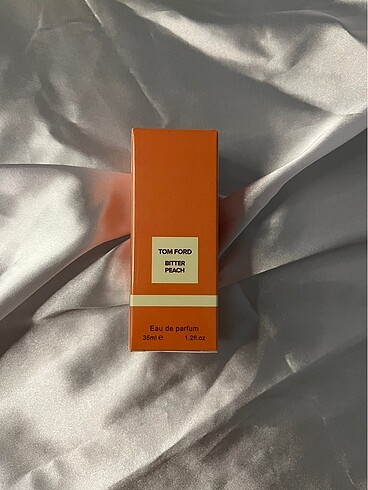 TOM FORD
BITTER
PEACH
Eau de parfum
35ml ℮ 1.2fl.oz